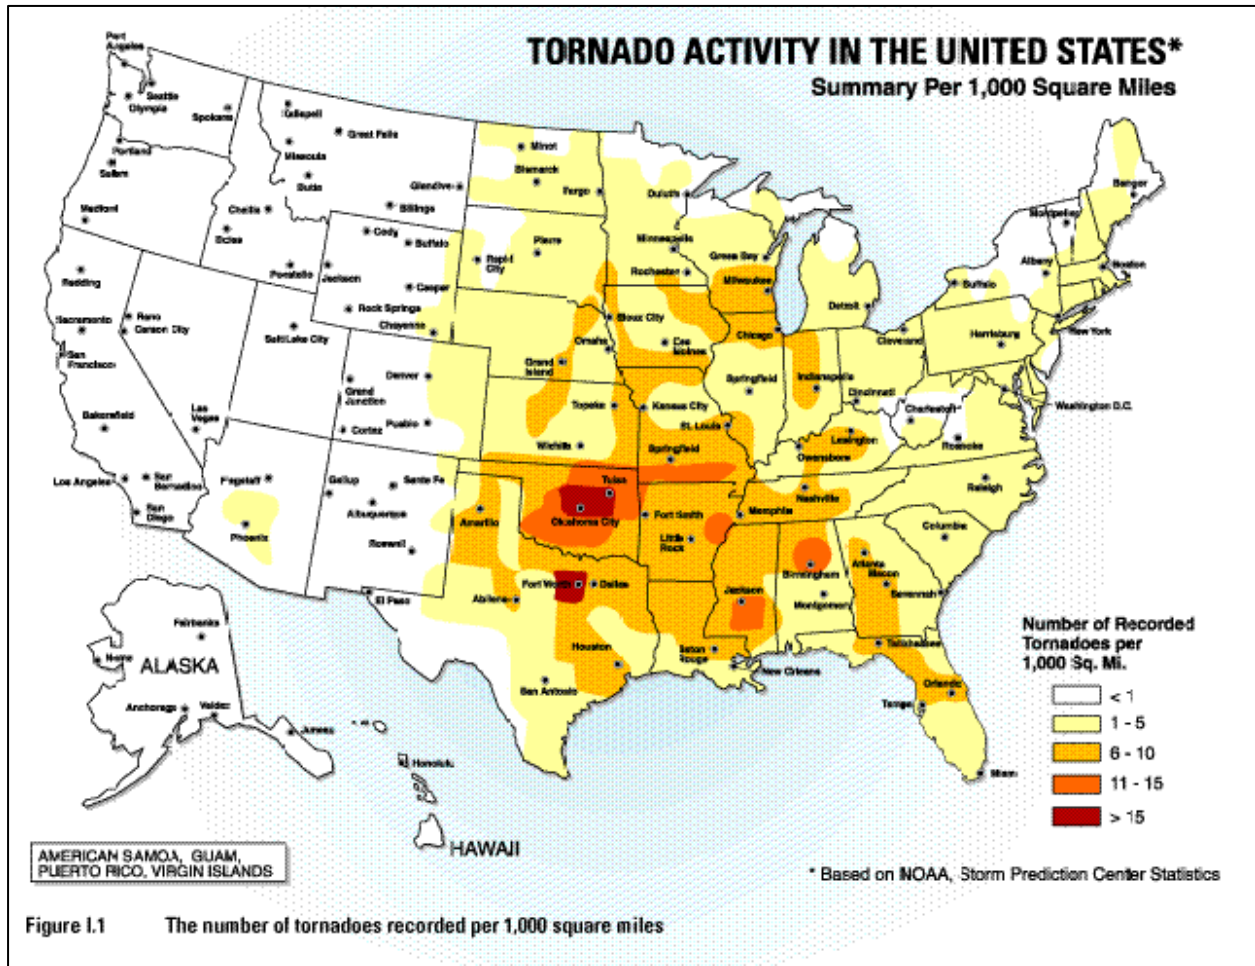 TORNADO ACTIVITY IN THE UNITED STATES*
Summary Per 1,000 Square Miles
Port
Angeles
Seattle
Olympia
Spokane
Kalispell
Great Falls
Missoula
Butte
Glendive
Billings
Portland
Salem
Medford
Challis
Boise
Pocatello
Cody
Buffalo
Jackson
Casper
Rock Springs
Cheyenne
Minot
Bismarck
Fargo
Duluth
Pierre
Rapid
City
Minneapolis
Rochester
Green Bay
Milwaukee
Detroit
Bangor
Montpelier
Albany
Boston
Buffalo
New York
Harrisburg
Cleveland
Redding
Sacramento
San
Francisco
Reno
Carson City
Salt Lake City
Bakersfield
Las
Vegas
Los Angeles
San
Bernadino
San
Diego
Denver
Grand
Junction
Pueblo
Cortez
Sioux City
Omaha
Des
Moines
Grand
Island
Chicago
Springfield
Indianapolis
Cincinnati
Charleston
Roanoke
Washington D.C.
Topeka
Kansas City
St. Louis
Wichita
Springfield
Owensboro
Lexington
Nashville
Raleigh
Flagstaff
Phoenix
Gallup
Santa Fe
Albuquerque
Roswell
El Paso
Amarillo
Tulsa
Oklahoma City
Fort Smith
Little
Rock
Memphis
Columbia
Atlanta
Macon
Savannah
Birmingham
Montgomery
Jackson
Fort Worth
Dallas
Abilene
Houston
San Antonio
Baton
Rouge
New Orleans
Tallahassee
Orlando
Tampa
Miami
Fairbanks
Nome
ALASKA
Anchorage
Valdez
Juneau
Honolulu
HAWAII
Number of Recorded
Tornadoes per
1,000 Sq. Mi.
< 1
1 - 5
6 - 10
11 - 15
> 15
AMERICAN SAMOA, GUAM,
PUERTO RICO, VIRGIN ISLANDS
* Based on NOAA, Storm Prediction Center Statistics
Figure I.1 The number of tornadoes recorded per 1,000 square miles